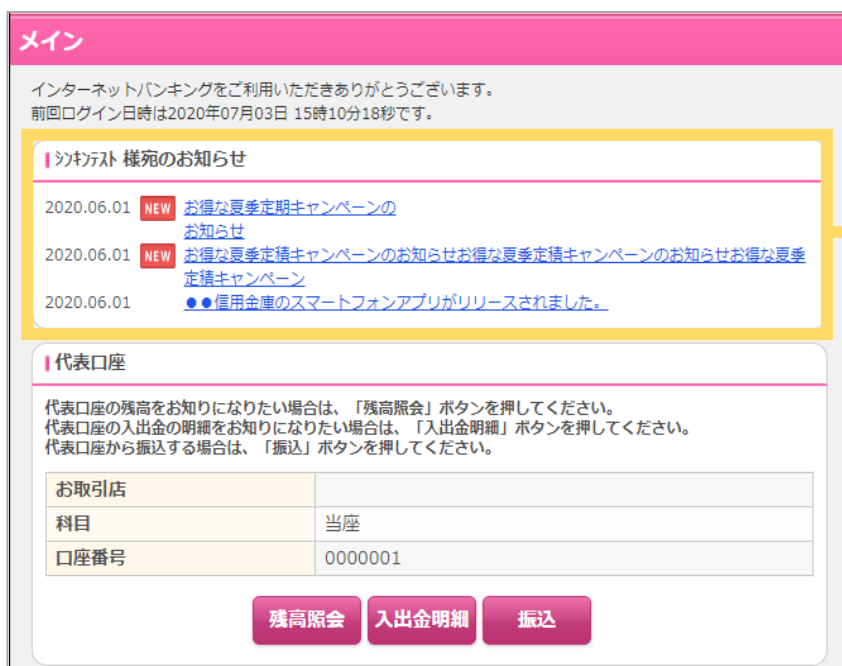 メイン
インターネットバンキングをご利用いただきありがとうございます。
前回ログイン日時は2020年07月03日 15時10分18秒です。
ｼﾝｷﾝﾃｽﾄ 様宛のお知らせ
2020.06.01 NEW お得な夏季定期キャンペーンの
お知らせ
2020.06.01 NEW お得な夏季定積キャンペーンのお知らせお得な夏季定積キャンペーンのお知らせお得な夏季
定積キャンペーン
2020.06.01 ●●信用金庫のスマートフォンアプリがリリースされました。
代表口座
代表口座の残高をお知りになりたい場合は、「残高照会」ボタンを押してください。
代表口座の入出金の明細をお知りになりたい場合は、「入出金明細」ボタンを押してください。
代表口座から振込する場合は、「振込」ボタンを押してください。
お取引店
科目 当座
口座番号 0000001
残高照会 入出金明細 振込